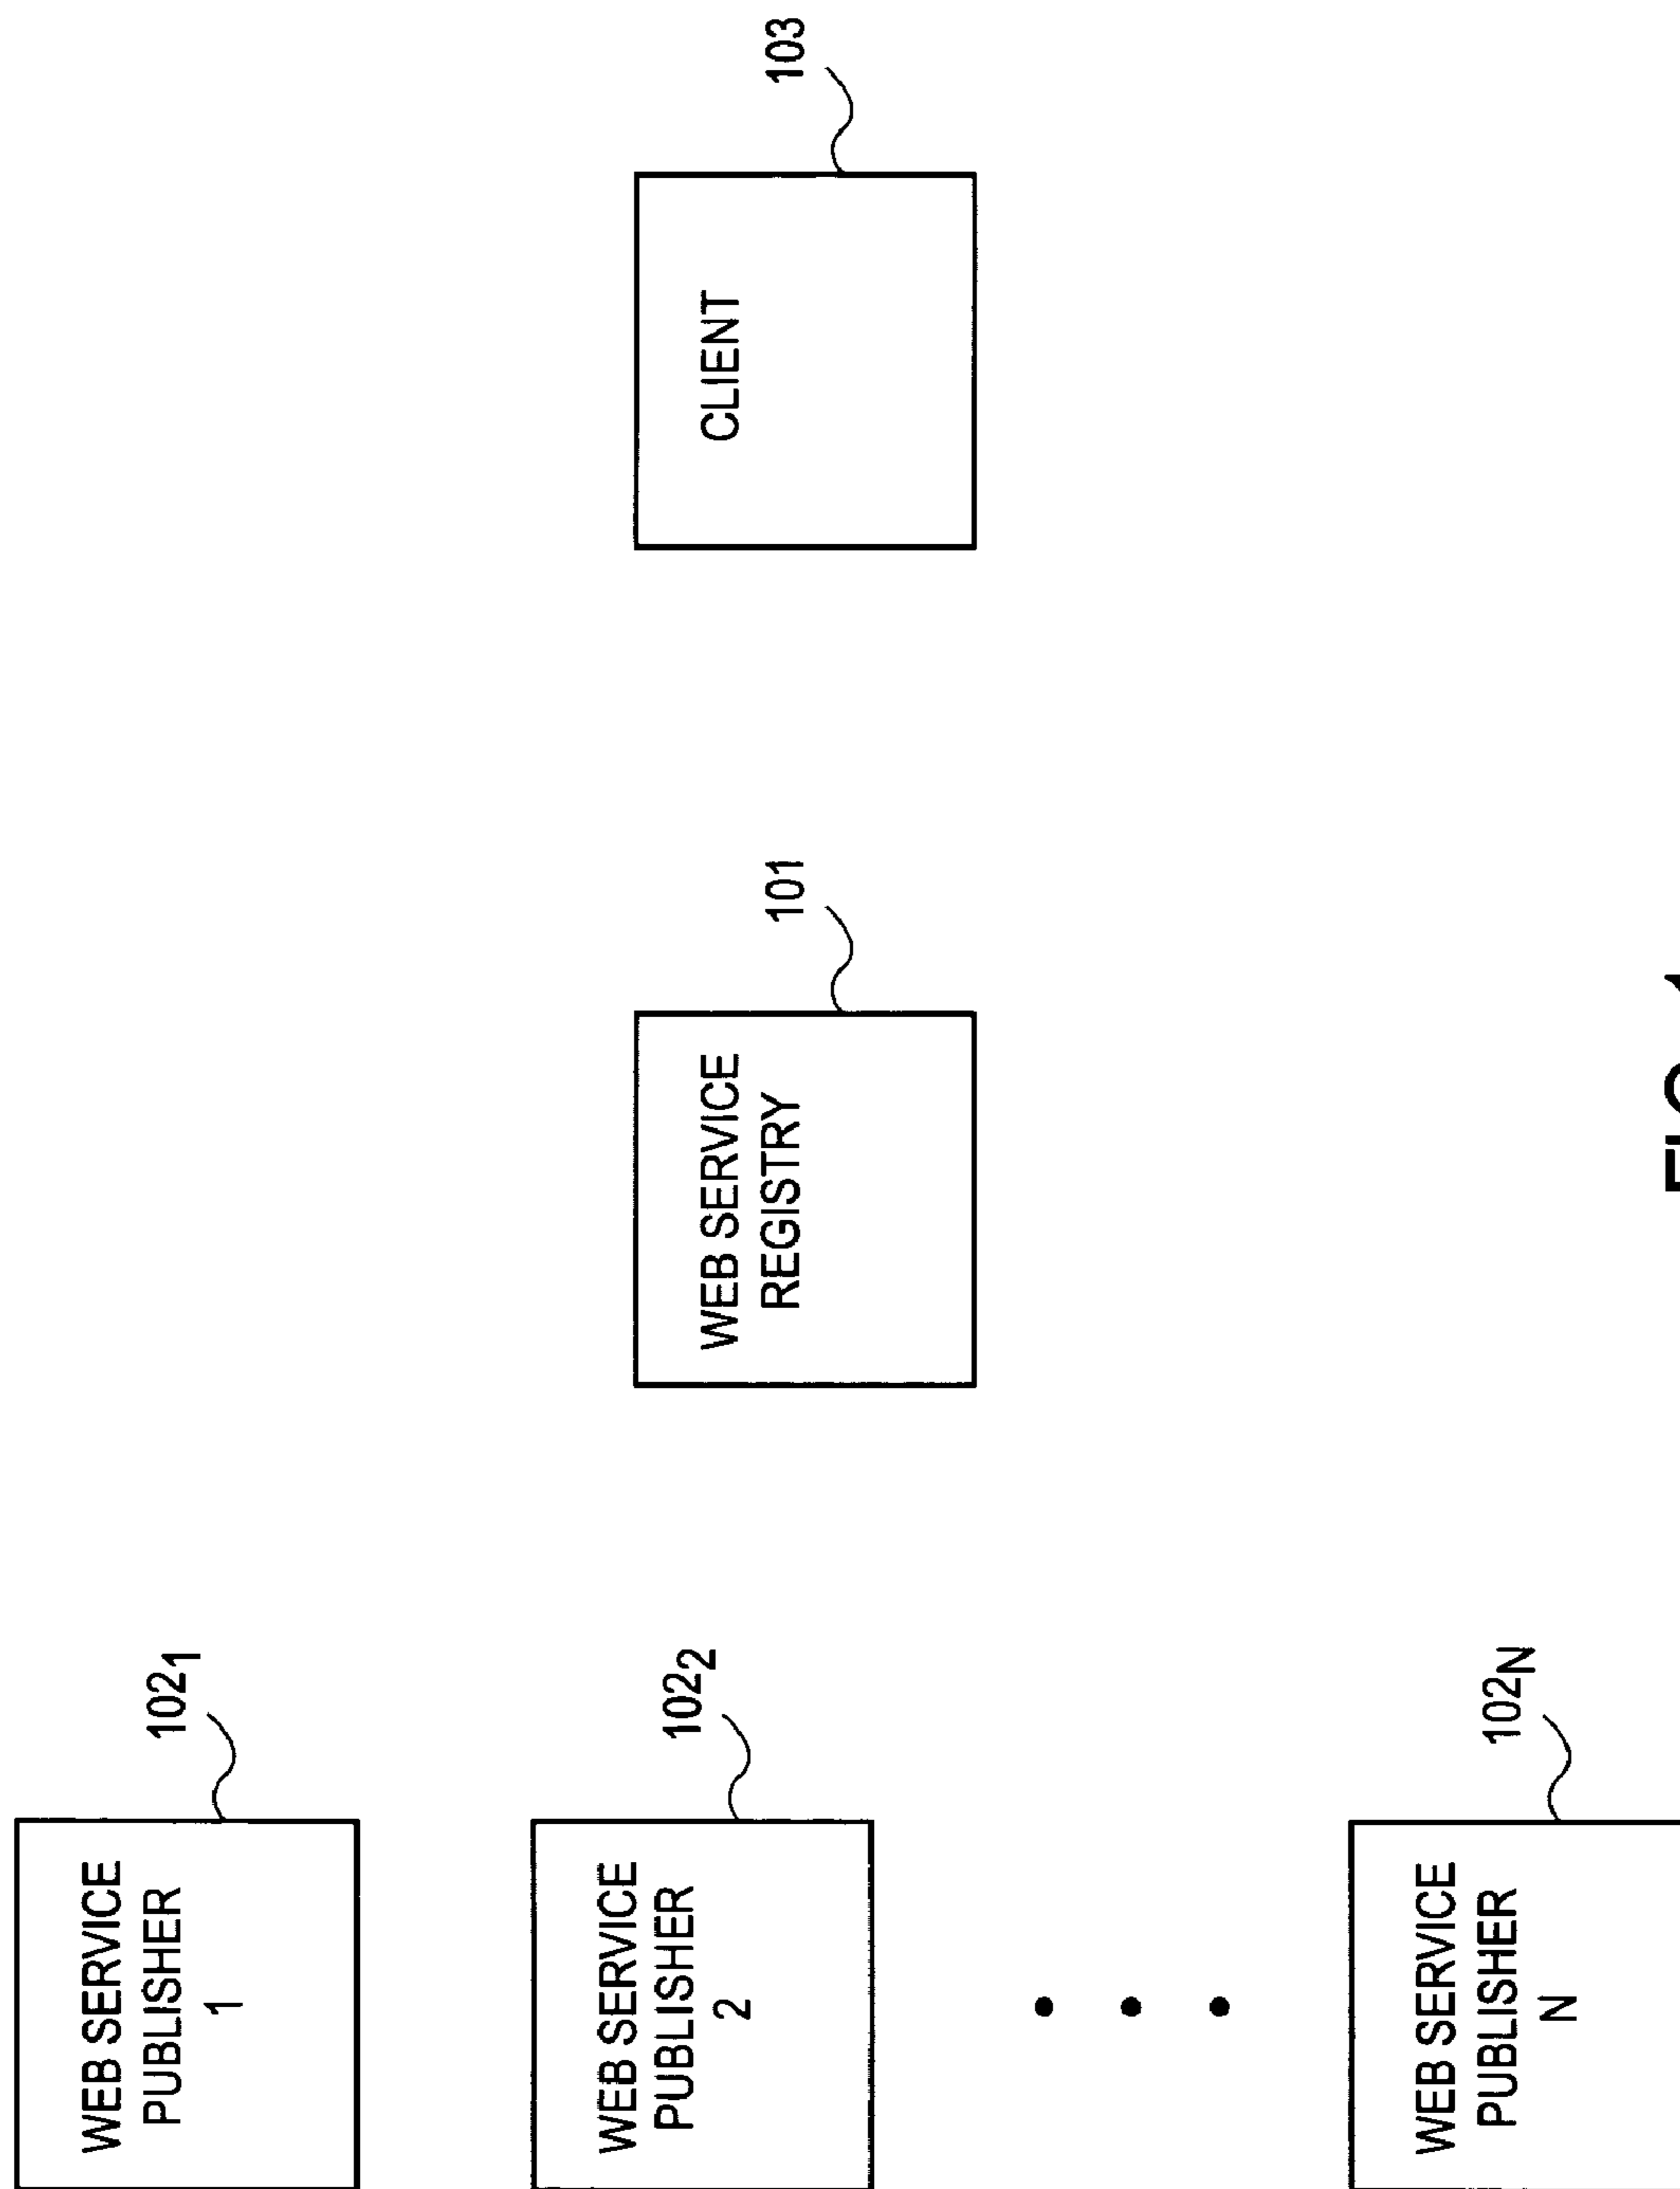 WEB SERVICE
PUBLISHER
1
102₁
WEB SERVICE
PUBLISHER
2
102₂
WEB SERVICE
PUBLISHER
N
102N
WEB SERVICE
REGISTRY
101
CLIENT
103